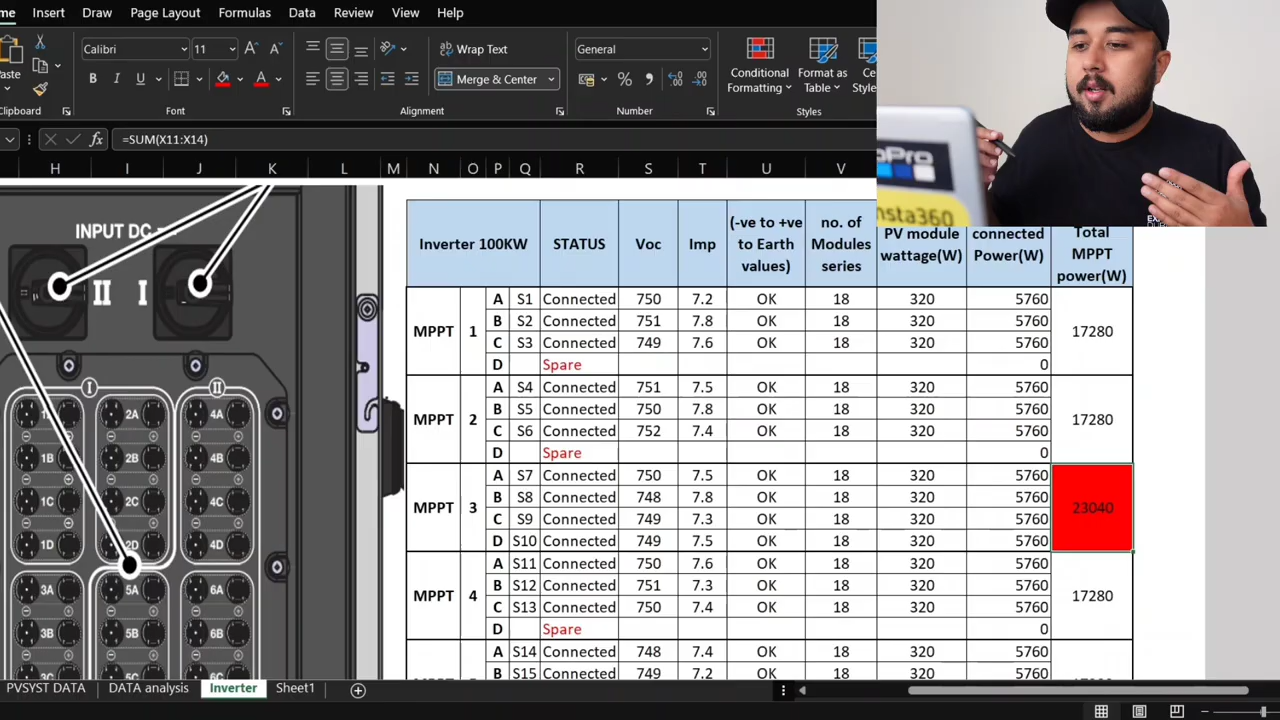 me Insert Draw Page Layout Formulas Data Review View Help
Calibri 11 Wrap Text General
B I U Merge & Center Conditional Formatting Format as Table
Clipboard Font Alignment Number Styles
fx =SUM(X11:X14)
H I J K L M N O P Q R S T U V
INPUT DC
II I
I II
2A 4A
1B 2B 4B
1C 2C 4C
1D 2D 4D
3A 5A 6A
3B 5B 6B
GoPro
Insta360
Inverter 100KW STATUS Voc Imp (-ve to +ve to Earth values) no. of Modules series PV module wattage(W) connected Power(W) Total MPPT power(W)
MPPT 1 A S1 Connected 750 7.2 OK 18 320 5760 17280
B S2 Connected 751 7.8 OK 18 320 5760
C S3 Connected 749 7.6 OK 18 320 5760
D Spare 0
MPPT 2 A S4 Connected 751 7.5 OK 18 320 5760 17280
B S5 Connected 750 7.8 OK 18 320 5760
C S6 Connected 752 7.4 OK 18 320 5760
D Spare 0
MPPT 3 A S7 Connected 750 7.5 OK 18 320 5760 23040
B S8 Connected 748 7.8 OK 18 320 5760
C S9 Connected 749 7.3 OK 18 320 5760
D S10 Connected 749 7.5 OK 18 320 5760
MPPT 4 A S11 Connected 750 7.6 OK 18 320 5760 17280
B S12 Connected 751 7.3 OK 18 320 5760
C S13 Connected 750 7.4 OK 18 320 5760
D Spare 0
A S14 Connected 748 7.4 OK 18 320 5760
B S15 Connected 749 7.2 OK 18 320 5760
PVSYST DATA DATA analysis Inverter Sheet1